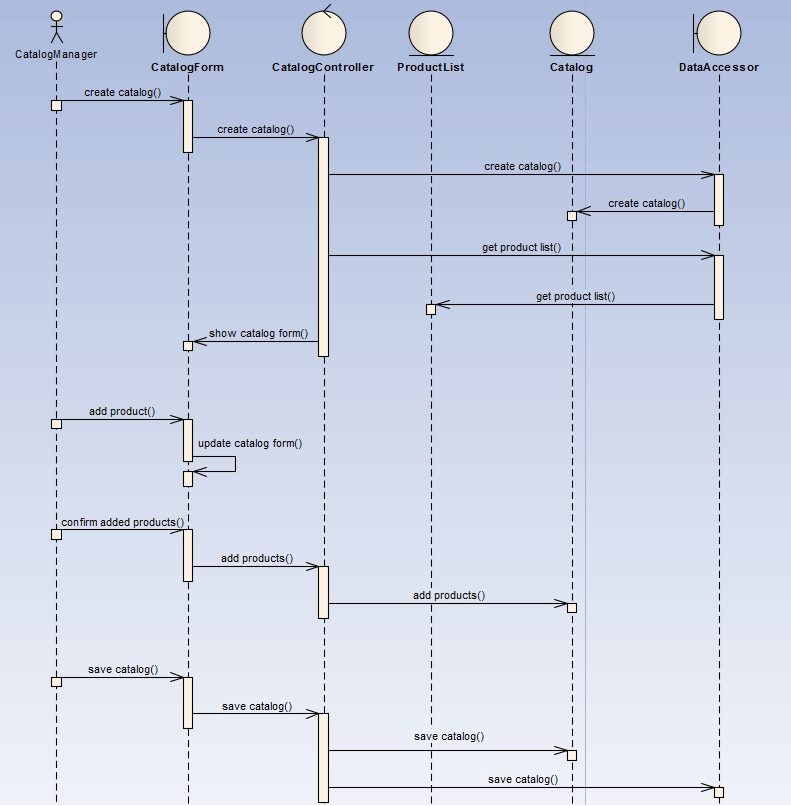 CatalogManager
CatalogForm
CatalogController
ProductList
Catalog
DataAccessor
create catalog()
create catalog()
create catalog()
create catalog()
get product list()
get product list()
show catalog form()
add product()
update catalog form()
confirm added products()
add products()
add products()
save catalog()
save catalog()
save catalog()
save catalog()